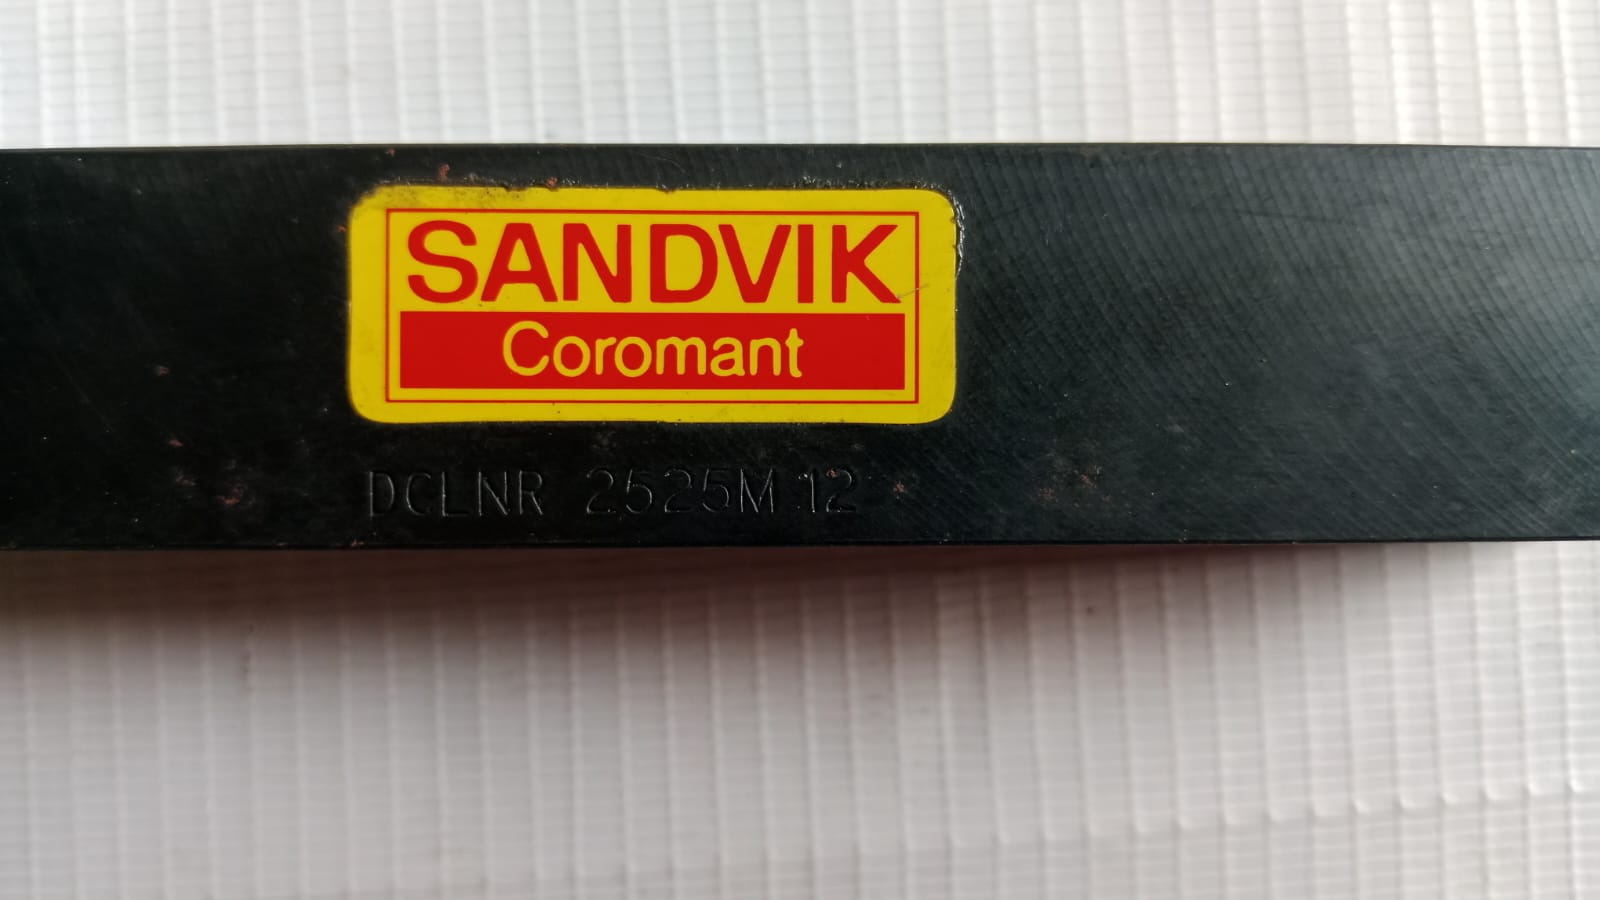 SANDVIK
Coromant
DCLNR 2525M 12